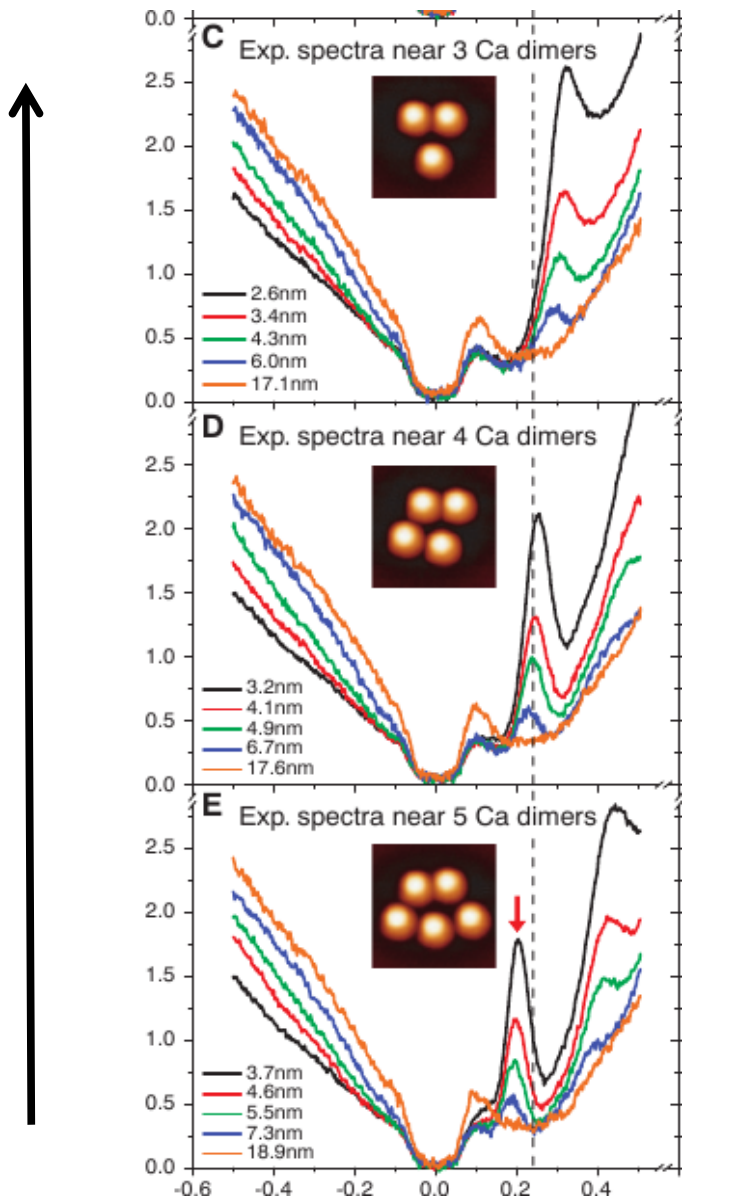 0.0
C Exp. spectra near 3 Ca dimers
2.5
2.0
1.5
1.0
0.5
0.0
2.6nm
3.4nm
4.3nm
6.0nm
17.1nm
D Exp. spectra near 4 Ca dimers
2.5
2.0
1.5
1.0
0.5
0.0
3.2nm
4.1nm
4.9nm
6.7nm
17.6nm
E Exp. spectra near 5 Ca dimers
2.5
2.0
1.5
1.0
0.5
0.0
3.7nm
4.6nm
5.5nm
7.3nm
18.9nm
-0.6 -0.4 -0.2 0.0 0.2 0.4